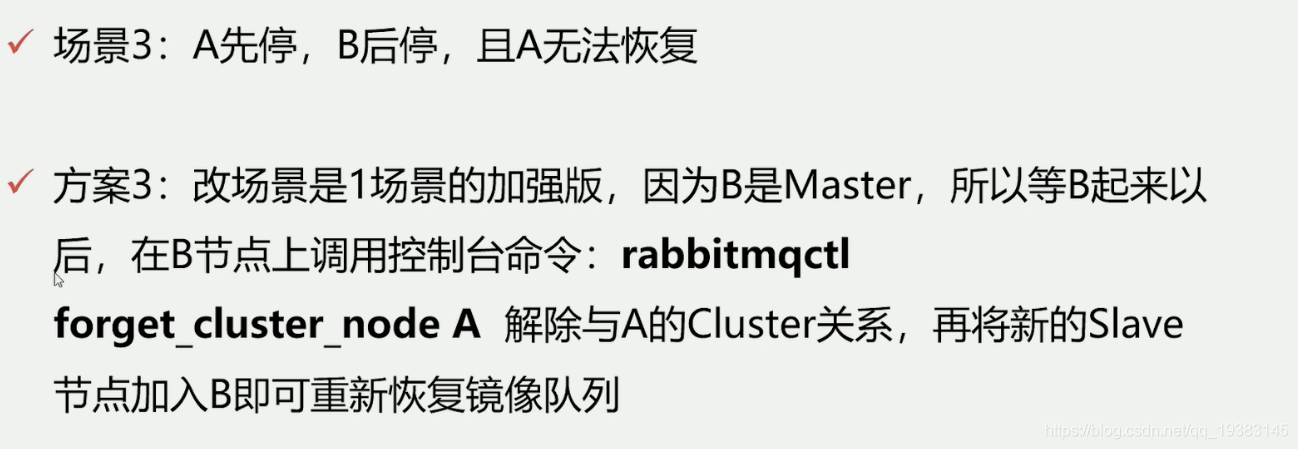 场景3：A先停，B后停，且A无法恢复
方案3：改场景是1场景的加强版，因为B是Master，所以等B起来以
后，在B节点上调用控制台命令：rabbitmqctl
forget_cluster_node A 解除与A的Cluster关系，再将新的Slave
节点加入B即可重新恢复镜像队列
https://blog.csdn.net/qq_19383145